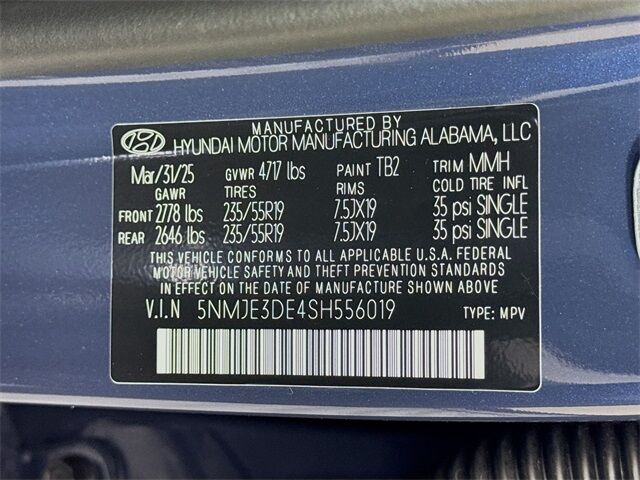 MANUFACTURED BY
HYUNDAI MOTOR MANUFACTURING ALABAMA, LLC
Mar/31/25 GVWR 4717 lbs PAINT TB2 TRIM MMH
GAWR TIRES RIMS COLD TIRE INFL
FRONT 2778 lbs 235/55R19 7.5JX19 35 psi SINGLE
REAR 2646 lbs 235/55R19 7.5JX19 35 psi SINGLE
THIS VEHICLE CONFORMS TO ALL APPLICABLE U.S.A. FEDERAL
MOTOR VEHICLE SAFETY AND THEFT PREVENTION STANDARDS
IN EFFECT ON THE DATE OF MANUFACTURE SHOWN ABOVE
V.I.N 5NMJE3DE4SH556019 TYPE: MPV